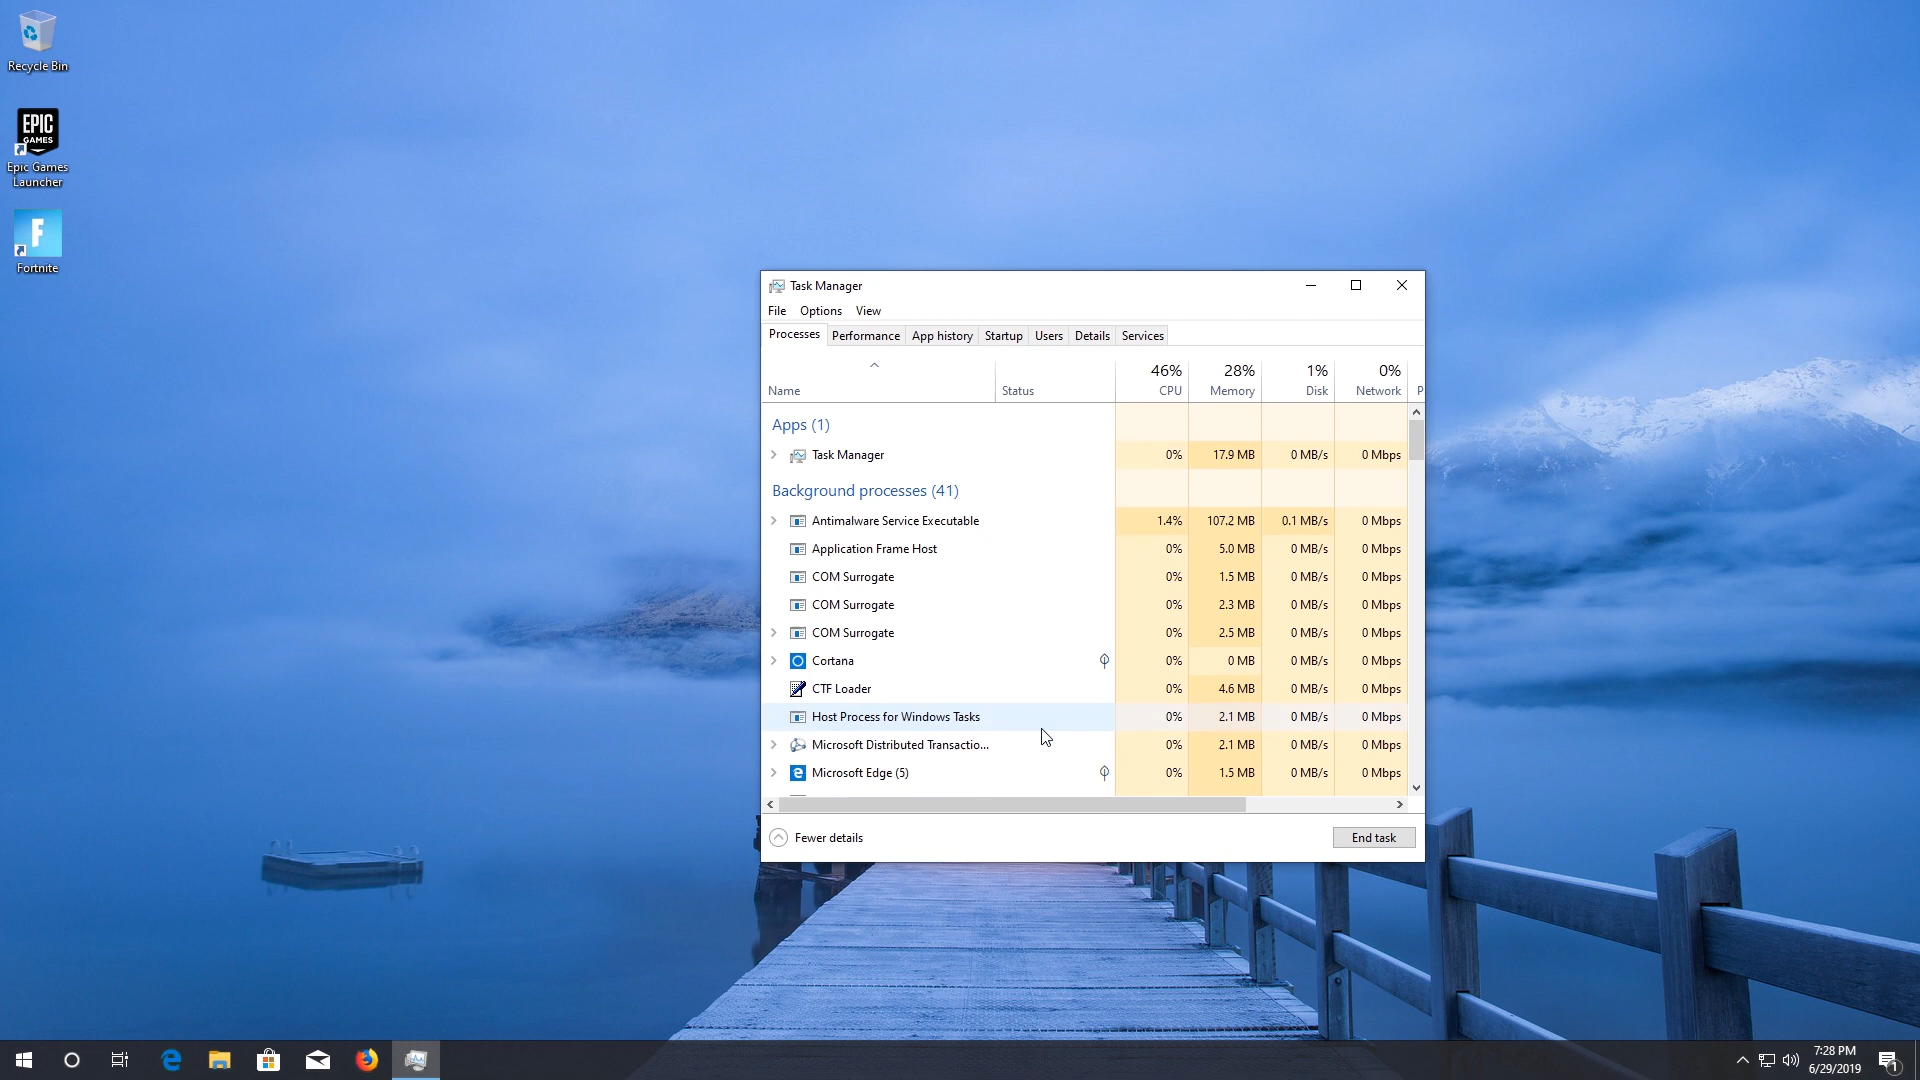 Recycle Bin
EPIC
GAMES
Epic Games
Launcher
F
Fortnite
Task Manager
File Options View
Processes Performance App history Startup Users Details Services
46% 28% 1% 0%
Name Status CPU Memory Disk Network P
Apps (1)
Task Manager 0% 17.9 MB 0 MB/s 0 Mbps
Background processes (41)
Antimalware Service Executable 1.4% 107.2 MB 0.1 MB/s 0 Mbps
Application Frame Host 0% 5.0 MB 0 MB/s 0 Mbps
COM Surrogate 0% 1.5 MB 0 MB/s 0 Mbps
COM Surrogate 0% 2.3 MB 0 MB/s 0 Mbps
COM Surrogate 0% 2.5 MB 0 MB/s 0 Mbps
Cortana 0% 0 MB 0 MB/s 0 Mbps
CTF Loader 0% 4.6 MB 0 MB/s 0 Mbps
Host Process for Windows Tasks 0% 2.1 MB 0 MB/s 0 Mbps
Microsoft Distributed Transactio... 0% 2.1 MB 0 MB/s 0 Mbps
Microsoft Edge (5) 0% 1.5 MB 0 MB/s 0 Mbps
Fewer details End task
7:28 PM
6/29/2019
1